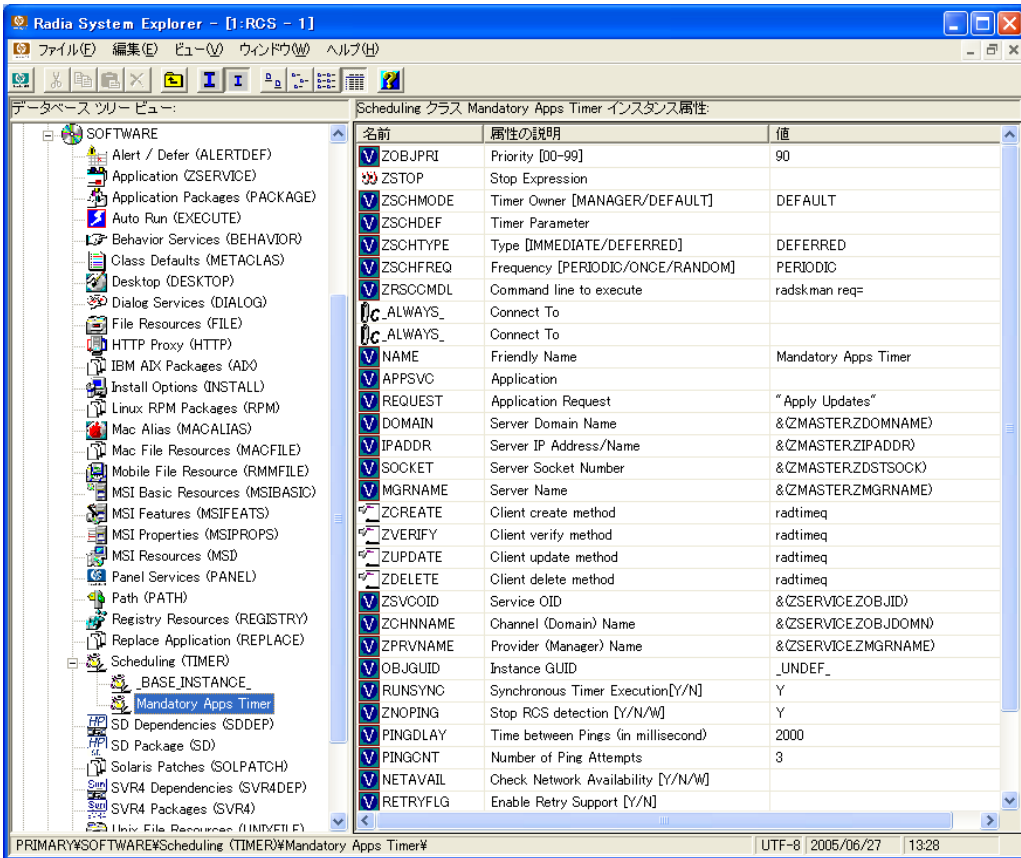 Radia System Explorer - [1:RCS - 1]
ファイル(F) 編集(E) ビュー(V) ウィンドウ(W) ヘルプ(H)
データベース ツリー ビュー:
SOFTWARE
Alert / Defer (ALERTDEF)
Application (ZSERVICE)
Application Packages (PACKAGE)
Auto Run (EXECUTE)
Behavior Services (BEHAVIOR)
Class Defaults (METACLAS)
Desktop (DESKTOP)
Dialog Services (DIALOG)
File Resources (FILE)
HTTP Proxy (HTTP)
IBM AIX Packages (AIX)
Install Options (INSTALL)
Linux RPM Packages (RPM)
Mac Alias (MACALIAS)
Mac File Resources (MACFILE)
Mobile File Resource (RMMFILE)
MSI Basic Resources (MSIBASIC)
MSI Features (MSIFEATS)
MSI Properties (MSIPROPS)
MSI Resources (MSI)
Panel Services (PANEL)
Path (PATH)
Registry Resources (REGISTRY)
Replace Application (REPLACE)
Scheduling (TIMER)
_BASE_INSTANCE_
Mandatory Apps Timer
SD Dependencies (SDDEP)
SD Package (SD)
Solaris Patches (SOLPATCH)
SVR4 Dependencies (SVR4DEP)
SVR4 Packages (SVR4)
Unix File Resources (UNIXFILE)
Scheduling クラス Mandatory Apps Timer インスタンス属性:
名前 属性の説明 値
ZOBJPRI Priority [00-99] 90
ZSTOP Stop Expression
ZSCHMODE Timer Owner [MANAGER/DEFAULT] DEFAULT
ZSCHDEF Timer Parameter
ZSCHTYPE Type [IMMEDIATE/DEFERRED] DEFERRED
ZSCHFREQ Frequency [PERIODIC/ONCE/RANDOM] PERIODIC
ZRSCCMDL Command line to execute radskman req=
_ALWAYS_ Connect To
_ALWAYS_ Connect To
NAME Friendly Name Mandatory Apps Timer
APPSVC Application
REQUEST Application Request "Apply Updates"
DOMAIN Server Domain Name &(ZMASTER.ZDOMNAME)
IPADDR Server IP Address/Name &(ZMASTER.ZIPADDR)
SOCKET Server Socket Number &(ZMASTER.ZDSTSOCK)
MGRNAME Server Name &(ZMASTER.ZMGRNAME)
ZCREATE Client create method radtimeq
ZVERIFY Client verify method radtimeq
ZUPDATE Client update method radtimeq
ZDELETE Client delete method radtimeq
ZSVCOID Service OID &(ZSERVICE.ZOBJID)
ZCHNNAME Channel (Domain) Name &(ZSERVICE.ZOBJDOMN)
ZPRVNAME Provider (Manager) Name &(ZSERVICE.ZMGRNAME)
OBJGUID Instance GUID _UNDEF_
RUNSYNC Synchronous Timer Execution[Y/N] Y
ZNOPING Stop RCS detection [Y/N/W] Y
PINGDLAY Time between Pings (in millisecond) 2000
PINGCNT Number of Ping Attempts 3
NETAVAIL Check Network Availability [Y/N/W]
RETRYFLG Enable Retry Support [Y/N]
PRIMARY¥SOFTWARE¥Scheduling (TIMER)¥Mandatory Apps Timer¥ UTF-8 2005/06/27 13:28